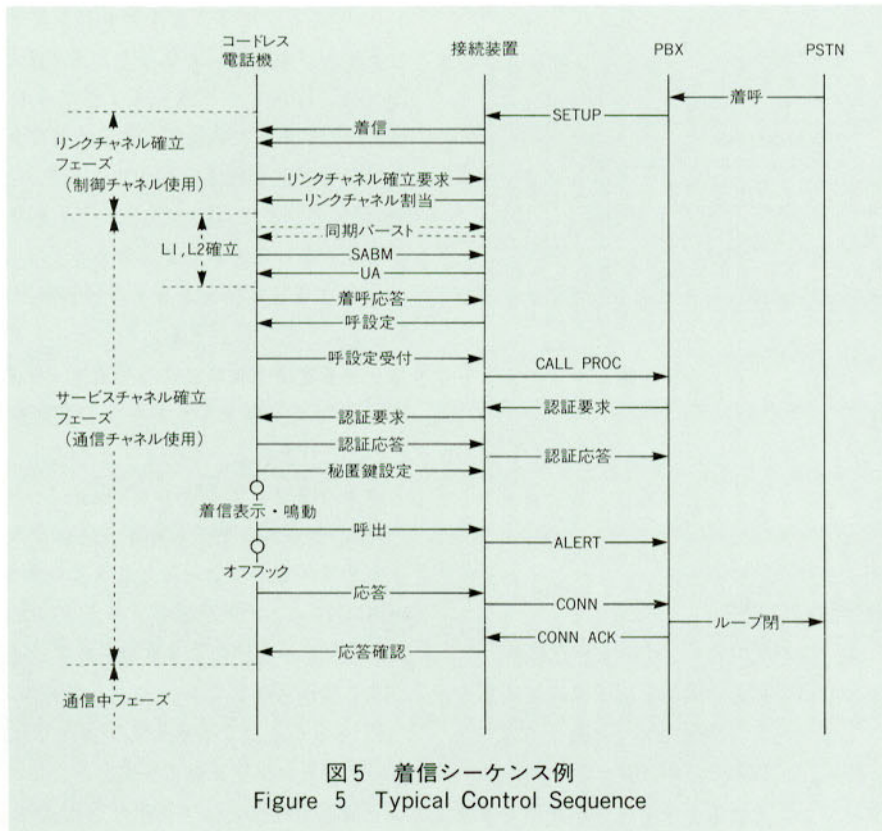 コードレス
電話機
接続装置
PBX
PSTN
着呼
SETUP
着信
リンクチャネル確立
フェーズ
（制御チャネル使用）
リンクチャネル確立要求
リンクチャネル割当
同期バースト
L1,L2確立
SABM
UA
着呼応答
呼設定
呼設定受付
CALL PROC
サービスチャネル確立
フェーズ
（通信チャネル使用）
認証要求
認証要求
認証応答
認証応答
秘匿鍵設定
着信表示・鳴動
呼出
ALERT
オフフック
応答
CONN
ループ閉
CONN ACK
応答確認
通信中フェーズ
図5 着信シーケンス例
Figure 5 Typical Control Sequence